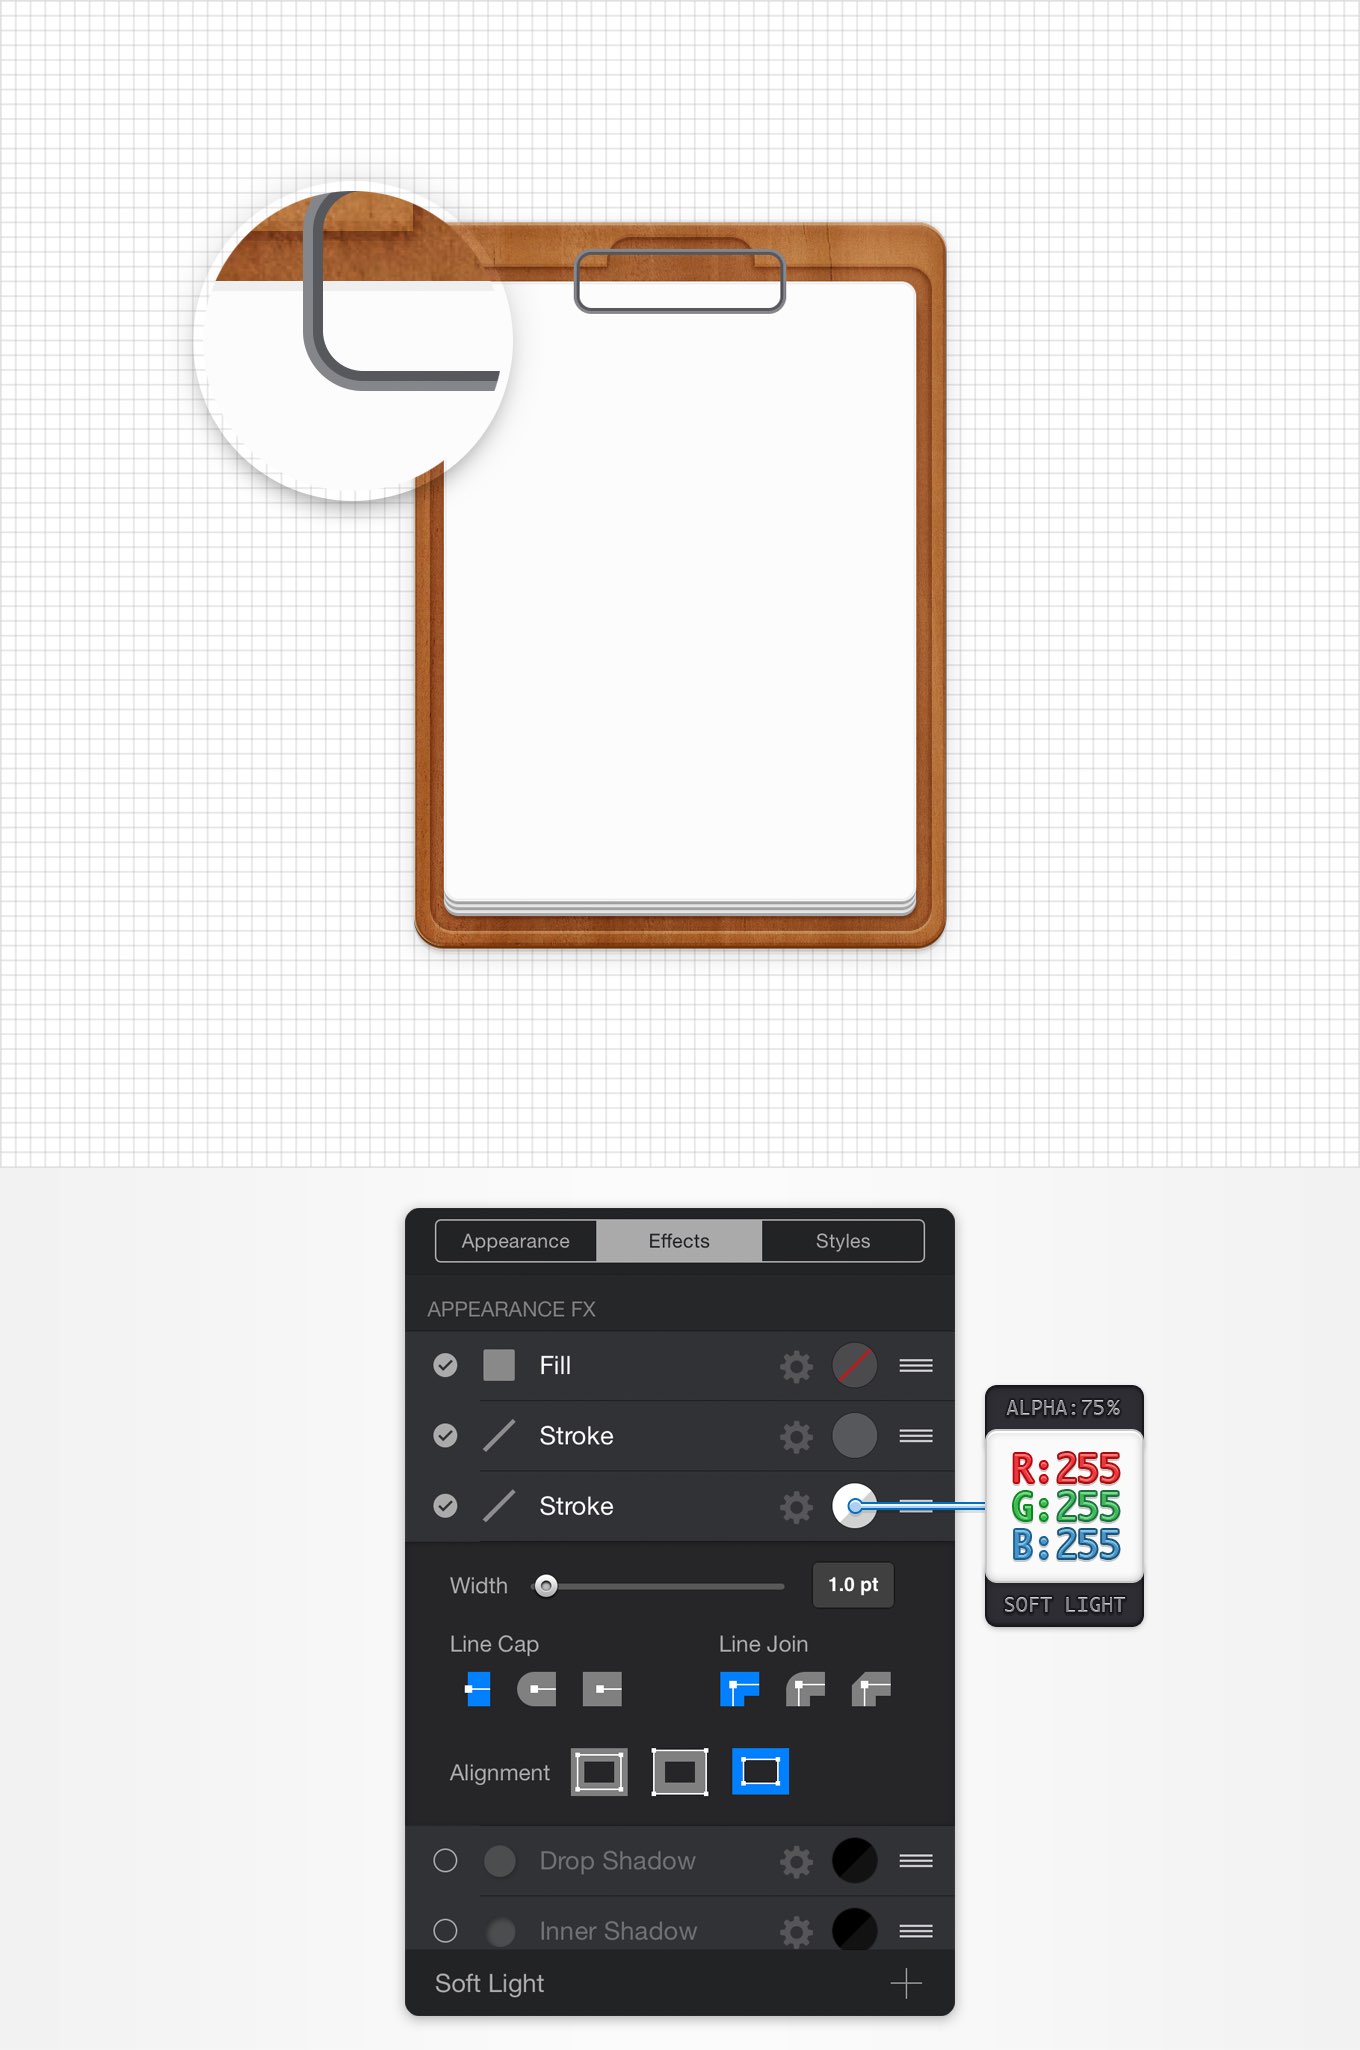 Appearance Effects Styles
APPEARANCE FX
Fill
Stroke
ALPHA:75%
R:255
Stroke
G:255
B:255
Width 1.0 pt
SOFT LIGHT
Line Cap Line Join
Alignment
Drop Shadow
Inner Shadow
Soft Light